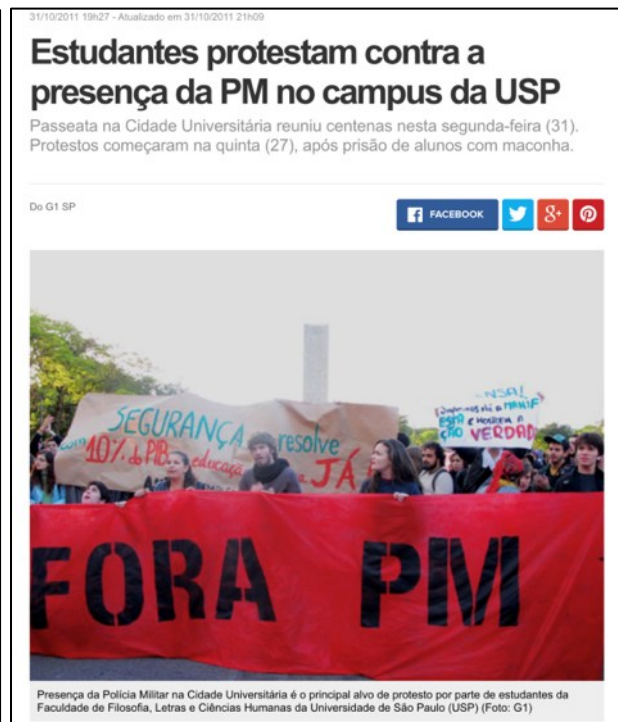 31/10/2011 19h27 - Atualizado em 31/10/2011 21h09
Estudantes protestam contra a
presença da PM no campus da USP
Passeata na Cidade Universitária reuniu centenas nesta segunda-feira (31).
Protestos começaram na quinta (27), após prisão de alunos com maconha.
Do G1 SP
FACEBOOK
SEGURANÇA resolve
10% do PIB educação JÁ
VERDAD
FORA PM
Presença da Polícia Militar na Cidade Universitária é o principal alvo de protesto por parte de estudantes da
Faculdade de Filosofia, Letras e Ciências Humanas da Universidade de São Paulo (USP) (Foto: G1)